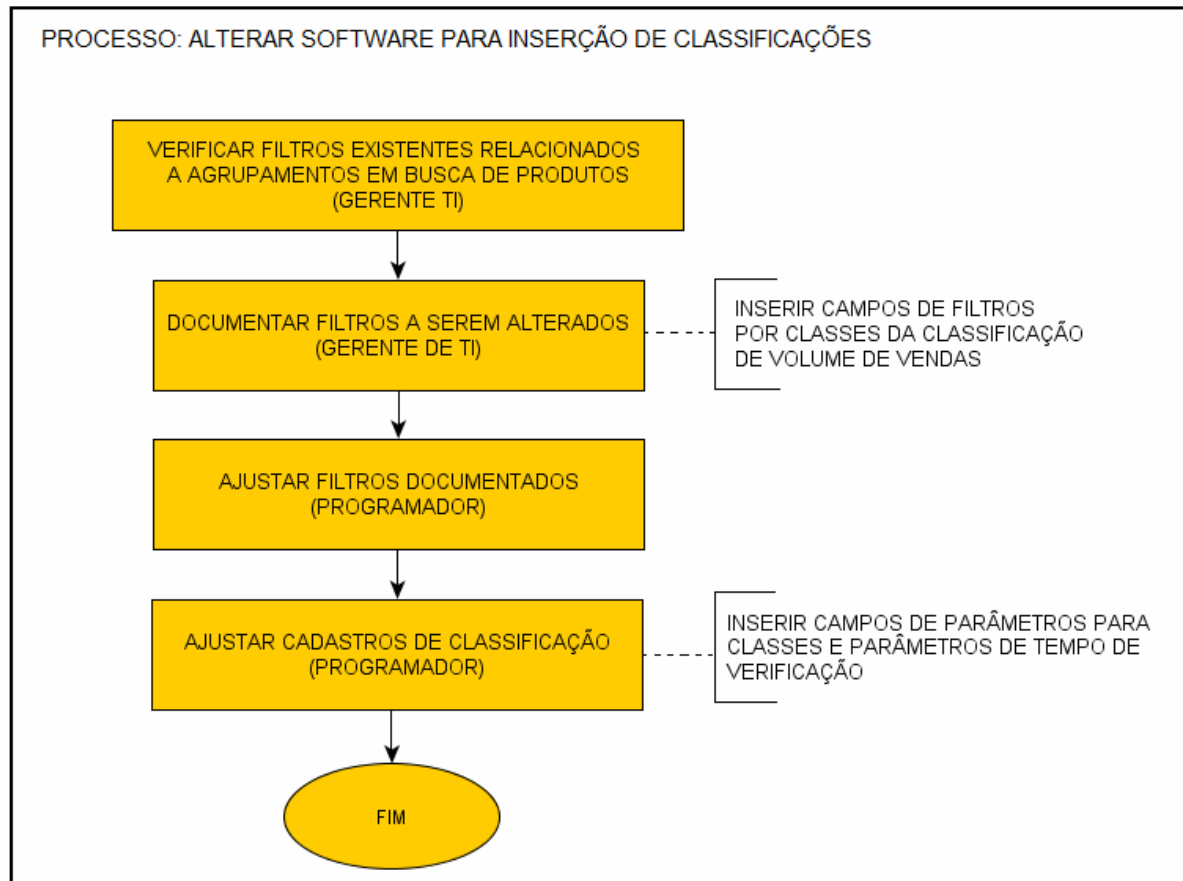 PROCESSO: ALTERAR SOFTWARE PARA INSERÇÃO DE CLASSIFICAÇÕES
VERIFICAR FILTROS EXISTENTES RELACIONADOS
A AGRUPAMENTOS EM BUSCA DE PRODUTOS
(GERENTE TI)
DOCUMENTAR FILTROS A SEREM ALTERADOS
(GERENTE DE TI)
INSERIR CAMPOS DE FILTROS
POR CLASSES DA CLASSIFICAÇÃO
DE VOLUME DE VENDAS
AJUSTAR FILTROS DOCUMENTADOS
(PROGRAMADOR)
AJUSTAR CADASTROS DE CLASSIFICAÇÃO
(PROGRAMADOR)
INSERIR CAMPOS DE PARÂMETROS PARA
CLASSES E PARÂMETROS DE TEMPO DE
VERIFICAÇÃO
FIM